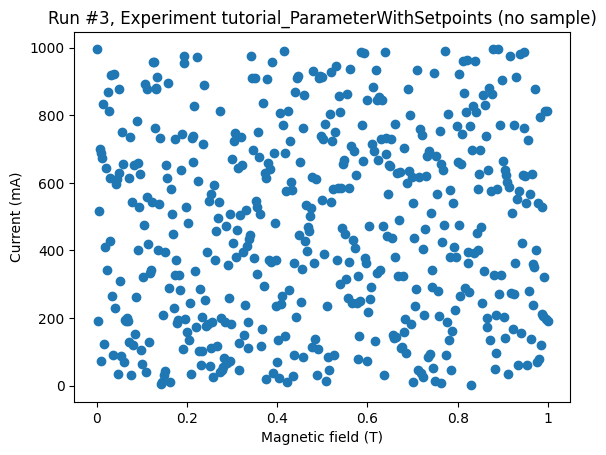 Run #3, Experiment tutorial_ParameterWithSetpoints (no sample)
1000
800
600
400
200
0
Current (mA)
0 0.2 0.4 0.6 0.8 1
Magnetic field (T)